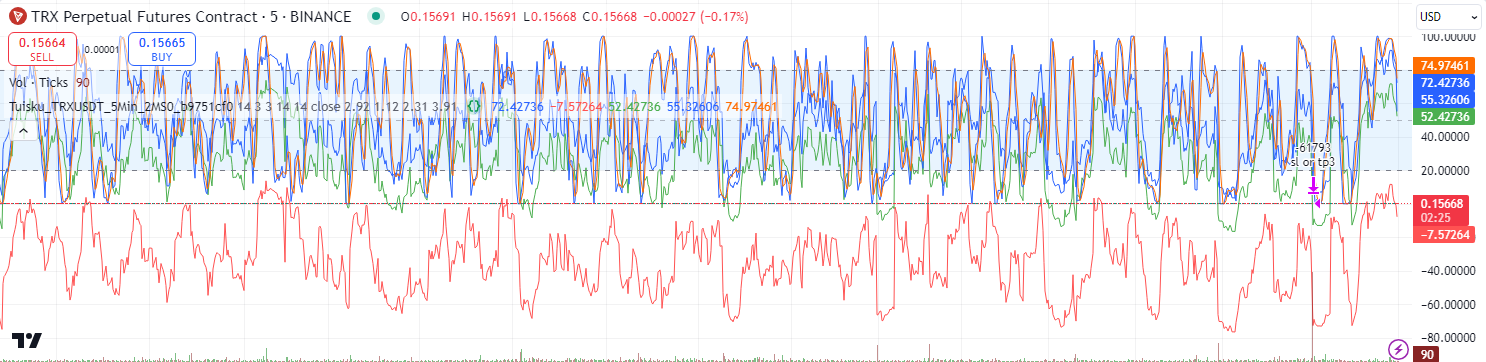 TRX Perpetual Futures Contract · 5 · BINANCE O0.15691 H0.15691 L0.15668 C0.15668 −0.00027 (−0.17%)
USD
0.15664 SELL
0.00001
0.15665 BUY
Vol · Ticks 90
Tuisku_TRXUSDT_5Min_2MS0_b9751cf0 14 3 3 14 14 close 2.92 1.12 2.31 3.91 72.42736 −7.57264 52.42736 55.32606 74.97461
-61793
sl or tp3
100.00000
74.97461
72.42736
55.32606
52.42736
40.00000
20.00000
0.15668
02:25
−7.57264
−40.00000
−60.00000
−80.00000
90